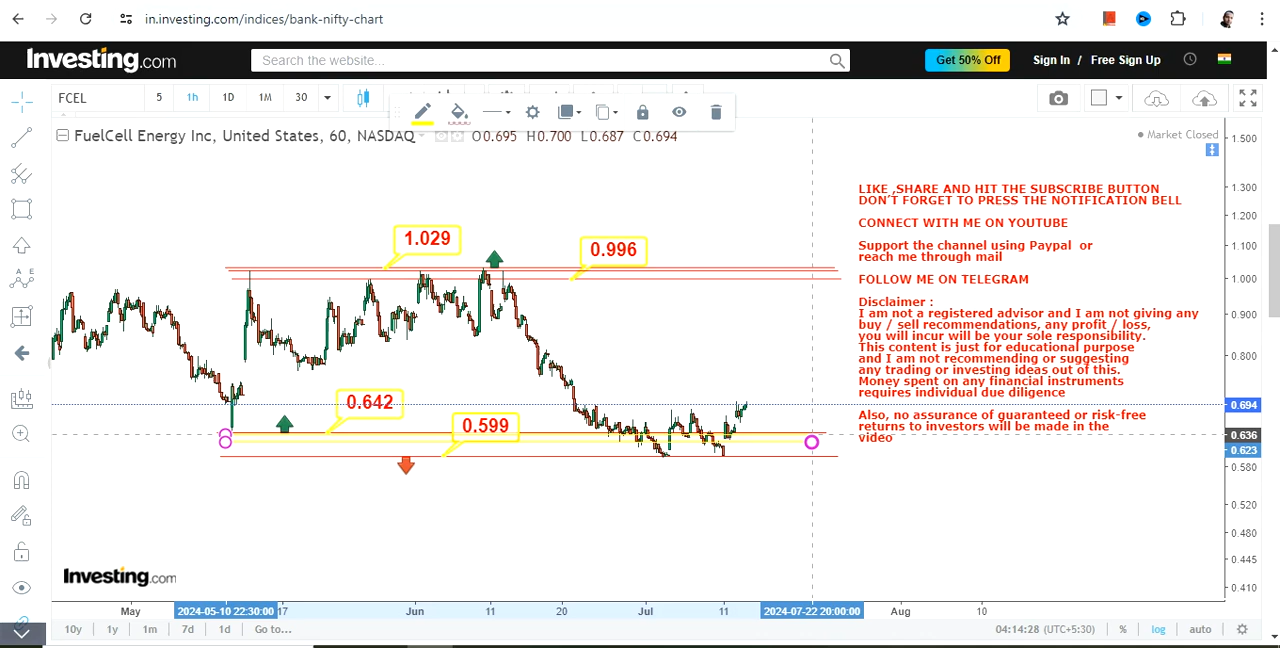 in.investing.com/indices/bank-nifty-chart
Investing.com
Search the website...
Get 50% Off
Sign In / Free Sign Up
FCEL
5
1h
1D
1M
30
FuelCell Energy Inc, United States, 60, NASDAQ
O0.695 H0.700 L0.687 C0.694
Market Closed
LIKE ,SHARE AND HIT THE SUBSCRIBE BUTTON
DON'T FORGET TO PRESS THE NOTIFICATION BELL
CONNECT WITH ME ON YOUTUBE
Support the channel using Paypal or
reach me through mail
FOLLOW ME ON TELEGRAM
Disclaimer :
I am not a registered advisor and I am not giving any
buy / sell recommendations, any profit / loss,
you will incur will be your sole responsibility.
This content is just for educational purpose
and I am not recommending or suggesting
any trading or investing ideas out of this.
Money spent on any financial instruments
requires individual due diligence
Also, no assurance of guaranteed or risk-free
returns to investors will be made in the
video
1.029
0.996
0.642
0.599
1.500
1.300
1.200
1.100
1.000
0.900
0.800
0.694
0.636
0.623
0.580
0.520
0.480
0.445
0.410
Investing.com
May
2024-05-10 22:30:00
17
Jun
11
20
Jul
11
2024-07-22 20:00:00
Aug
10
10y
1y
1m
7d
1d
Go to...
04:14:28 (UTC+5:30)
%
log
auto